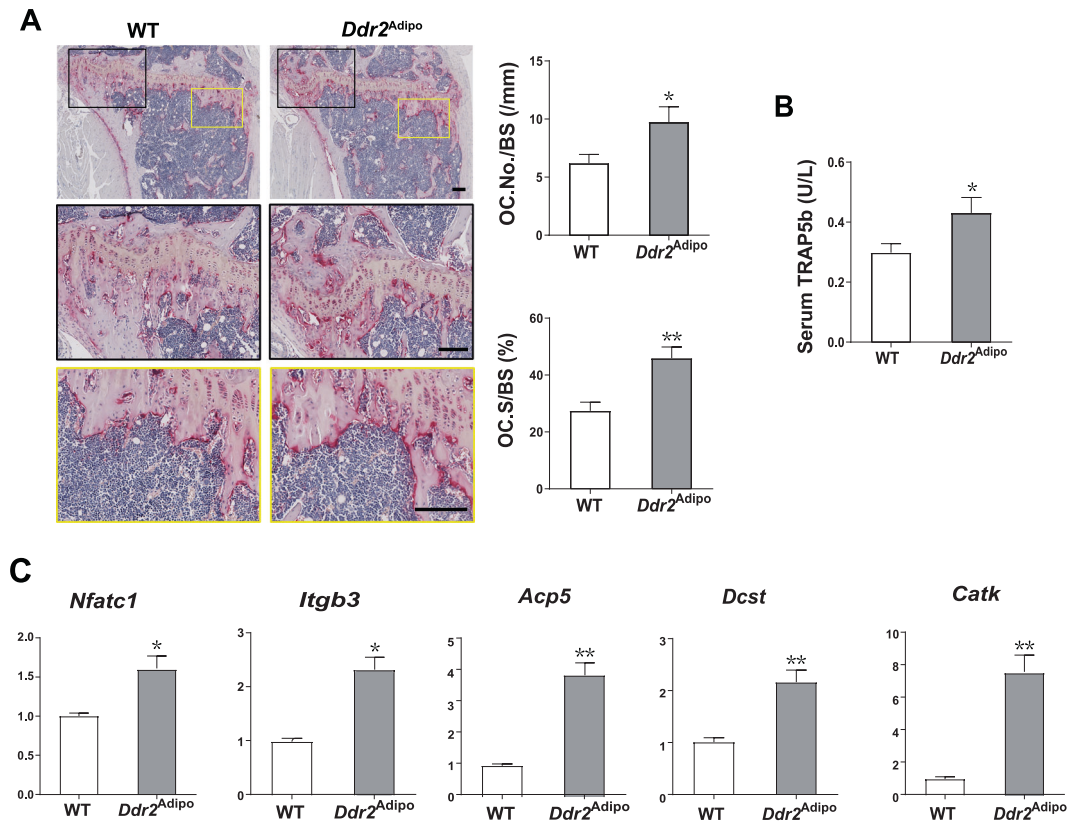 A
WT
Ddr2Adipo
OC.No./BS (/mm)
15
10
5
0
*
WT
Ddr2Adipo
OC.S/BS (%)
60
40
20
0
**
WT
Ddr2Adipo
B
Serum TRAP5b (U/L)
0.6
0.4
0.2
0.0
*
WT
Ddr2Adipo
C
Nfatc1
2.0
1.5
1.0
0.5
0.0
*
WT
Ddr2Adipo
Itgb3
3
2
1
0
*
WT
Ddr2Adipo
Acp5
5
4
3
2
1
0
**
WT
Ddr2Adipo
Dcst
3
2
1
0
**
WT
Ddr2Adipo
Catk
10
8
6
4
2
0
**
WT
Ddr2Adipo